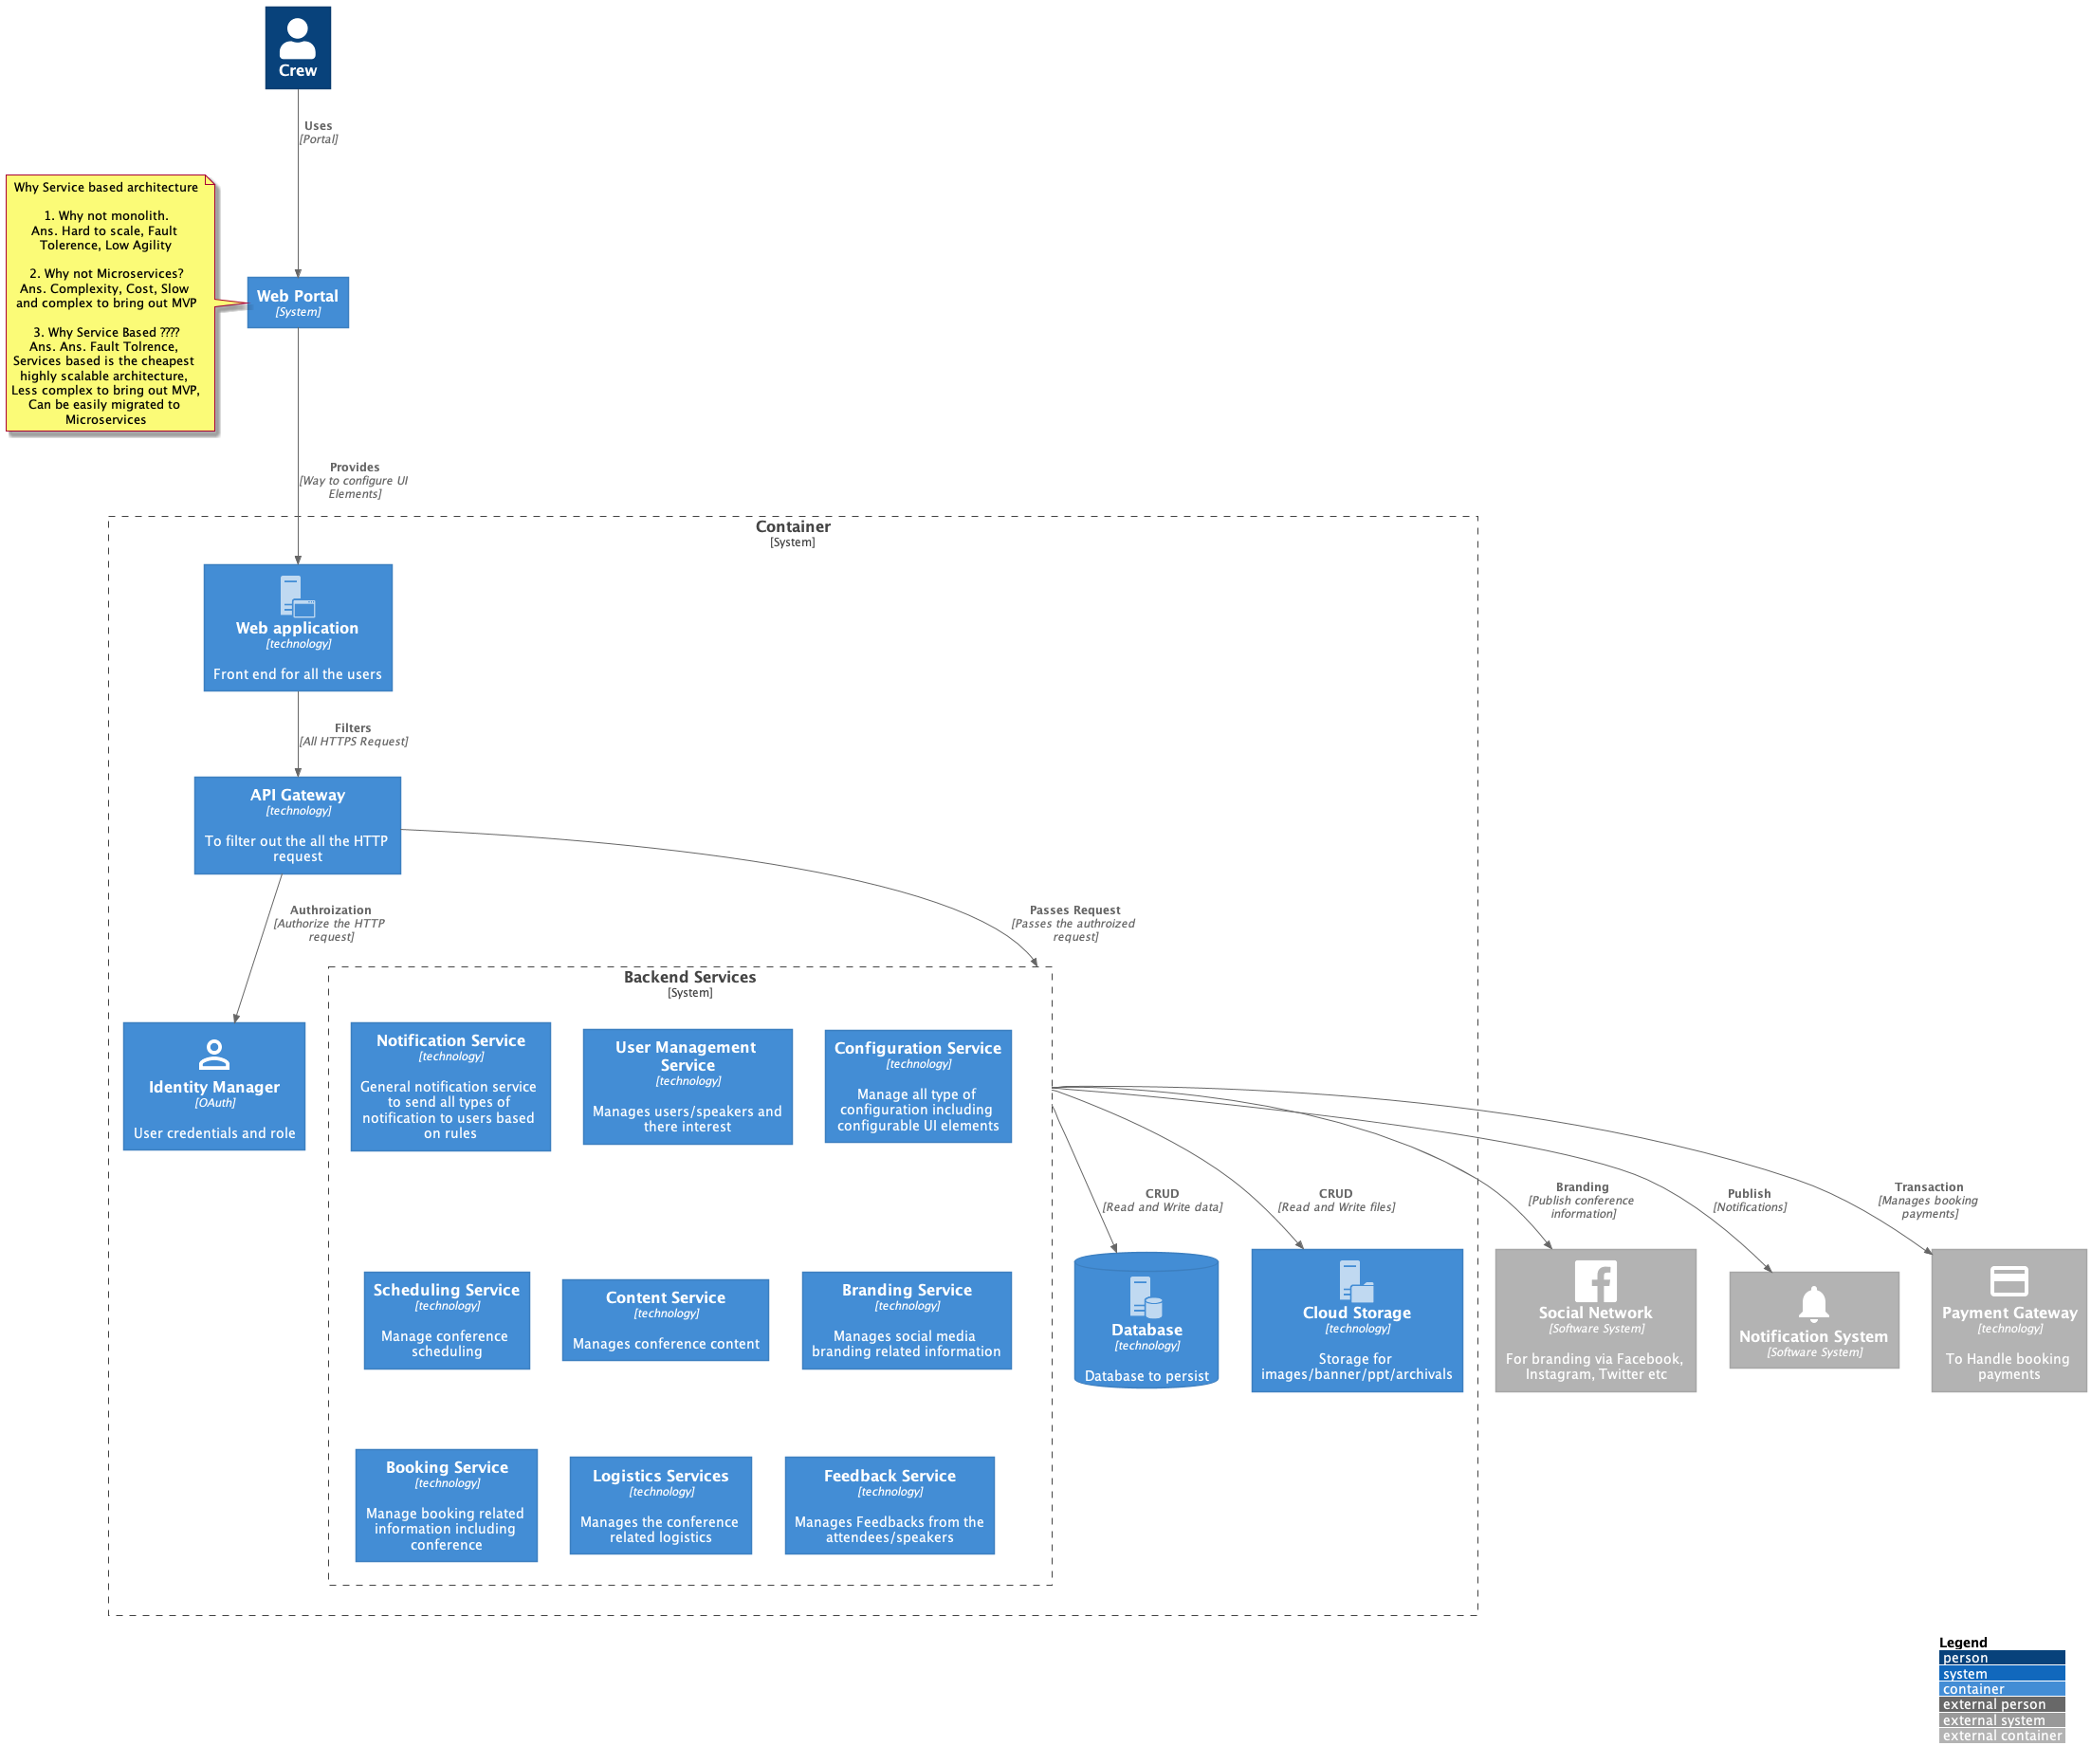 Crew
Uses
[Portal]
Why Service based architecture
1. Why not monolith.
Ans. Hard to scale, Fault
Tolerence, Low Agility
2. Why not Microservices?
Ans. Complexity, Cost, Slow
and complex to bring out MVP
3. Why Service Based ????
Ans. Ans. Fault Tolrence,
Services based is the cheapest
highly scalable architecture,
Less complex to bring out MVP,
Can be easily migrated to
Microservices
Web Portal
[System]
Provides
[Way to configure UI
Elements]
Container
[System]
Web application
[technology]
Front end for all the users
Filters
[All HTTPS Request]
API Gateway
[technology]
To filter out the all the HTTP
request
Authroization
[Authorize the HTTP
request]
Passes Request
[Passes the authroized
request]
Backend Services
[System]
Identity Manager
[OAuth]
User credentials and role
Notification Service
[technology]
General notification service
to send all types of
notification to users based
on rules
User Management
Service
[technology]
Manages users/speakers and
there interest
Configuration Service
[technology]
Manage all type of
configuration including
configurable UI elements
CRUD
[Read and Write data]
CRUD
[Read and Write files]
Branding
[Publish conference
information]
Publish
[Notifications]
Transaction
[Manages booking
payments]
Scheduling Service
[technology]
Manage conference
scheduling
Content Service
[technology]
Manages conference content
Branding Service
[technology]
Manages social media
branding related information
Database
[technology]
Database to persist
Cloud Storage
[technology]
Storage for
images/banner/ppt/archivals
Social Network
[Software System]
For branding via Facebook,
Instagram, Twitter etc
Notification System
[Software System]
Payment Gateway
[technology]
To Handle booking
payments
Booking Service
[technology]
Manage booking related
information including
conference
Logistics Services
[technology]
Manages the conference
related logistics
Feedback Service
[technology]
Manages Feedbacks from the
attendees/speakers
Legend
person
system
container
external person
external system
external container